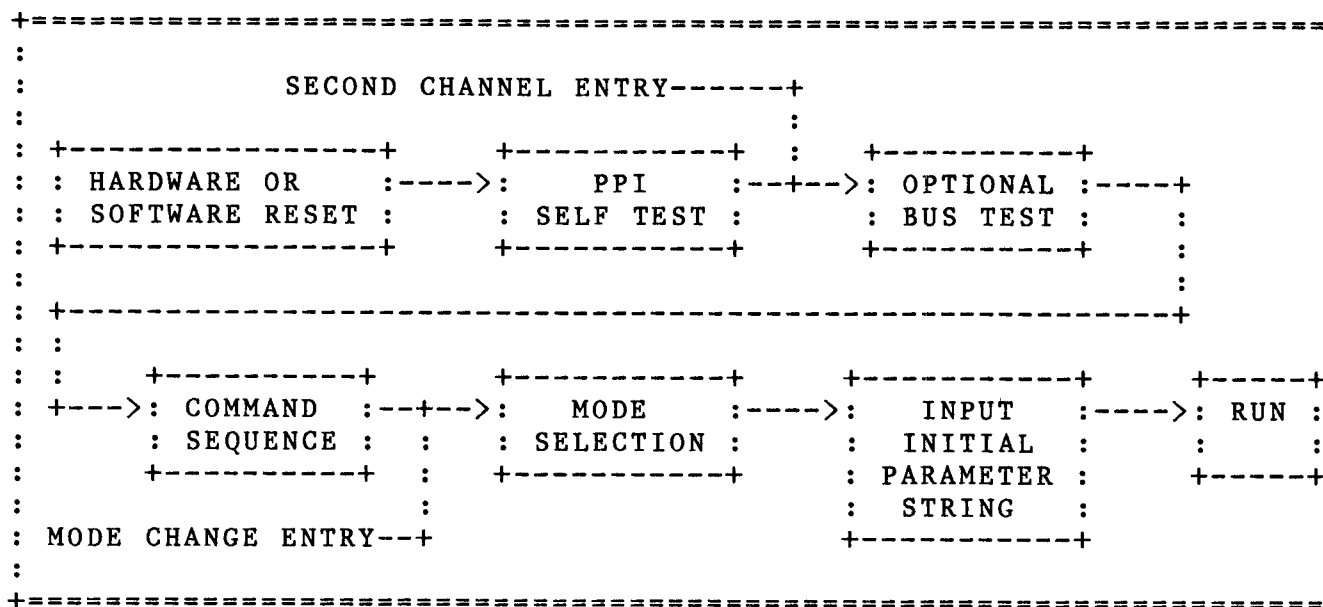 SECOND CHANNEL ENTRY
HARDWARE OR
SOFTWARE RESET
PPI
SELF TEST
OPTIONAL
BUS TEST
COMMAND
SEQUENCE
MODE
SELECTION
INPUT
INITIAL
PARAMETER
STRING
RUN
MODE CHANGE ENTRY